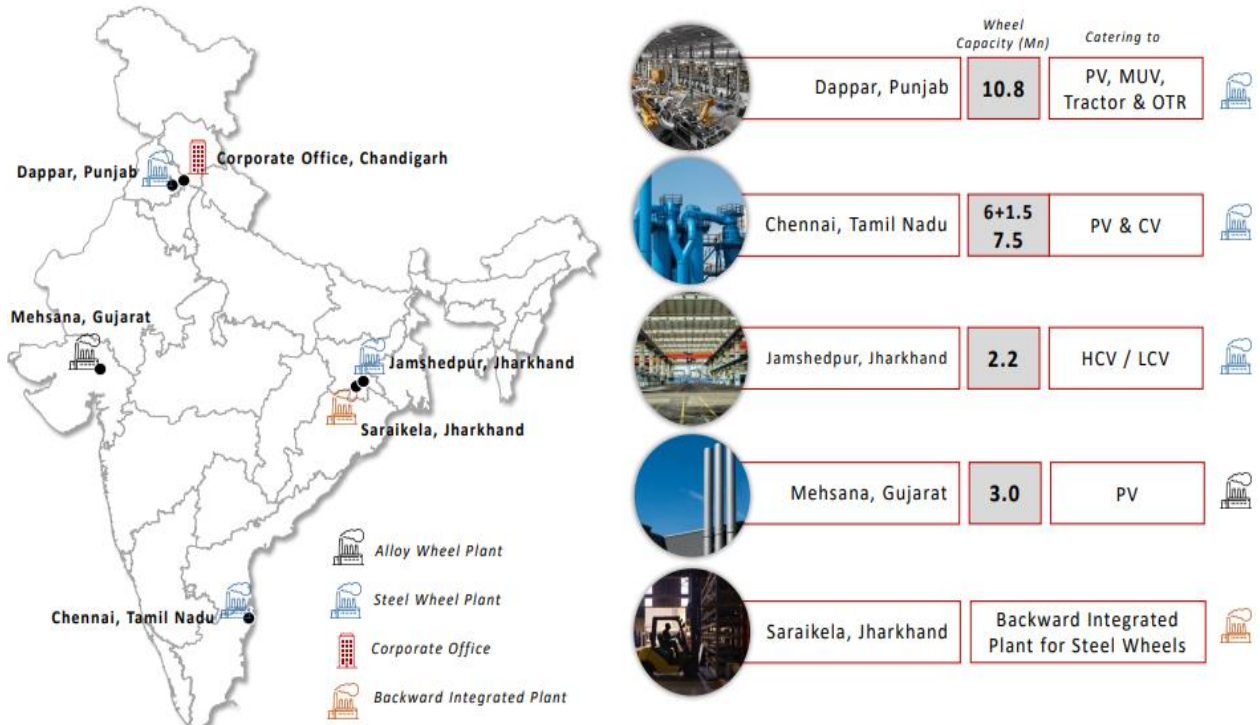 Corporate Office, Chandigarh
Dappar, Punjab
Mehsana, Gujarat
Jamshedpur, Jharkhand
Saraikela, Jharkhand
Chennai, Tamil Nadu
Alloy Wheel Plant
Steel Wheel Plant
Corporate Office
Backward Integrated Plant
Wheel
Capacity (Mn)
Catering to
Dappar, Punjab
10.8
PV, MUV,
Tractor & OTR
Chennai, Tamil Nadu
6+1.5
7.5
PV & CV
Jamshedpur, Jharkhand
2.2
HCV / LCV
Mehsana, Gujarat
3.0
PV
Saraikela, Jharkhand
Backward Integrated
Plant for Steel Wheels